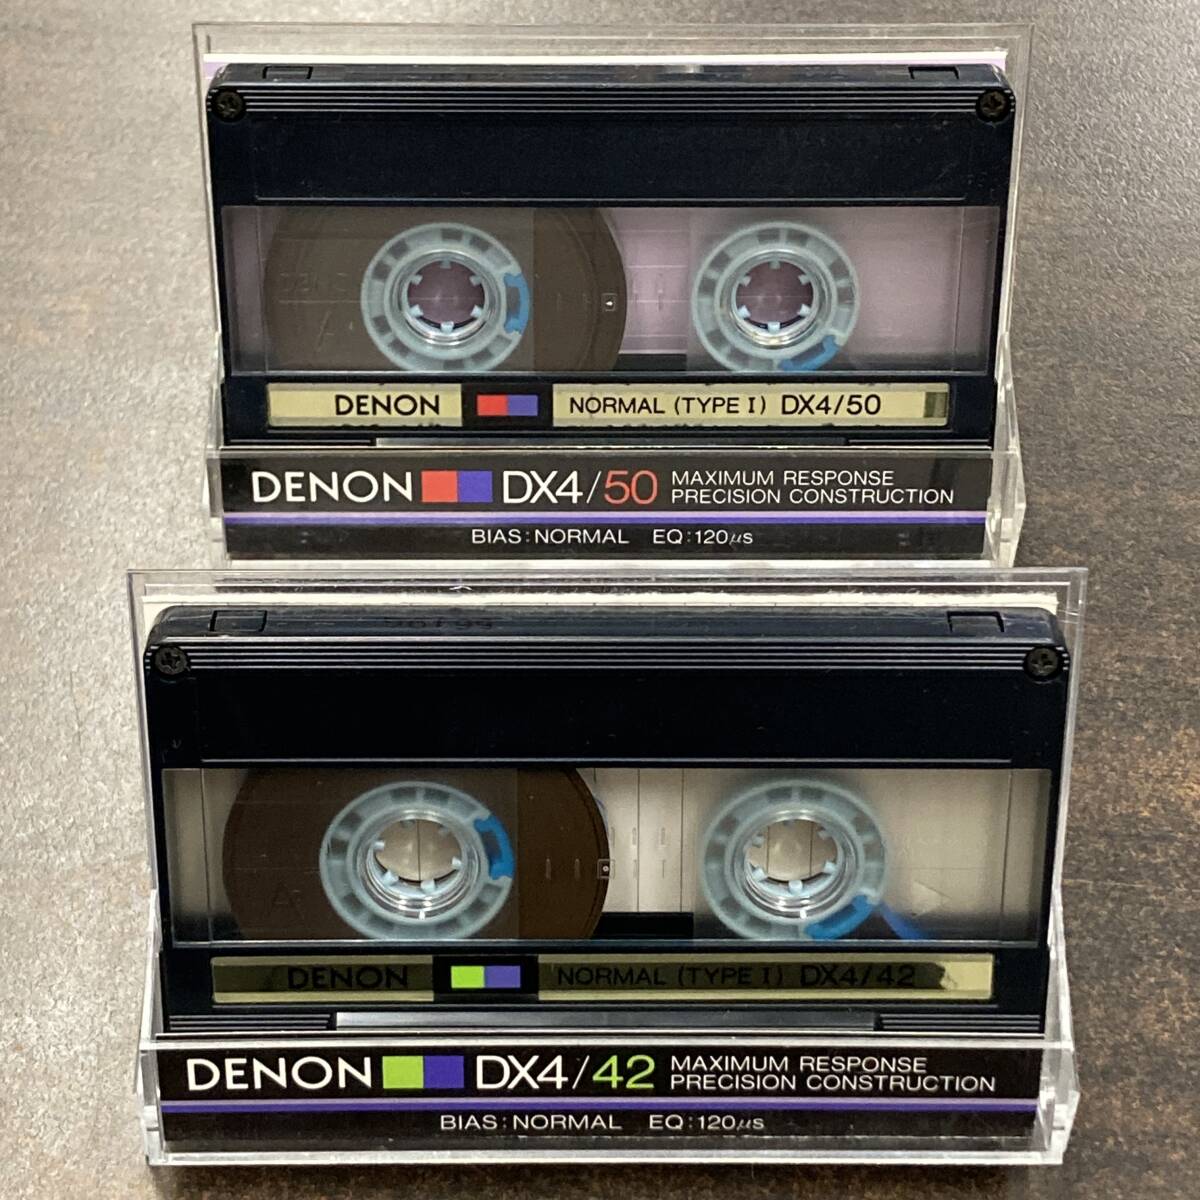 DENON
A
DENON NORMAL (TYPE I) DX4/50
DENON DX4/50 MAXIMUM RESPONSE
PRECISION CONSTRUCTION
BIAS:NORMAL EQ:120µs
A
DENON NORMAL (TYPE I) DX4/42
DENON DX4/42 MAXIMUM RESPONSE
PRECISION CONSTRUCTION
BIAS:NORMAL EQ:120µs